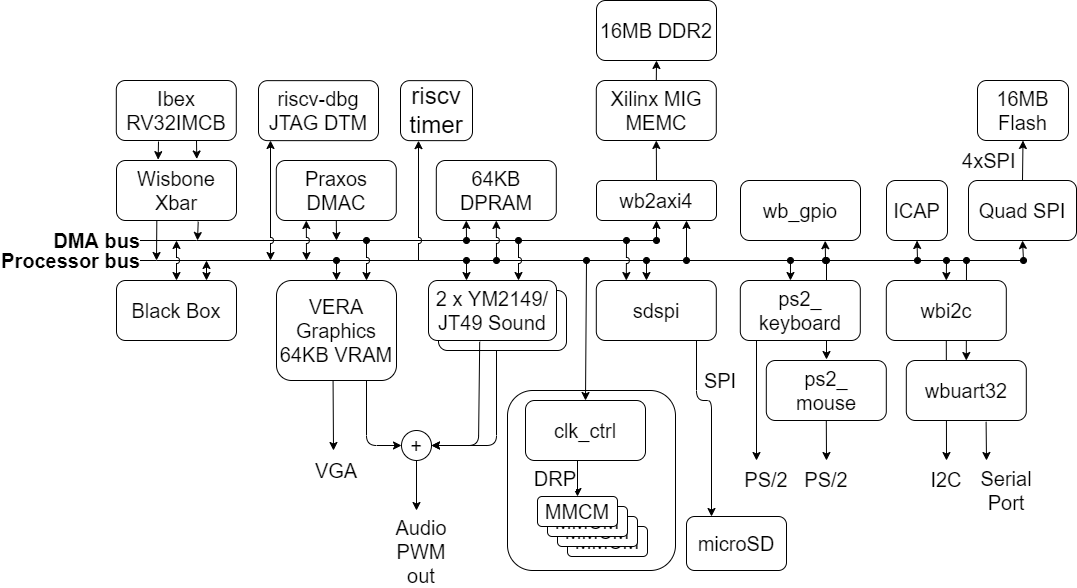 16MB DDR2
Ibex
RV32IMCB
riscv-dbg
JTAG DTM
riscv
timer
Xilinx MIG
MEMC
16MB
Flash
4xSPI
Wisbone
Xbar
Praxos
DMAC
64KB
DPRAM
wb2axi4
wb_gpio
ICAP
Quad SPI
DMA bus
Processor bus
Black Box
VERA
Graphics
64KB VRAM
2 x YM2149/
JT49 Sound
sdspi
ps2_
keyboard
wbi2c
SPI
ps2_
mouse
wbuart32
clk_ctrl
+
VGA
DRP
PS/2
PS/2
I2C
Serial
Port
MMCM
Audio
PWM
out
microSD